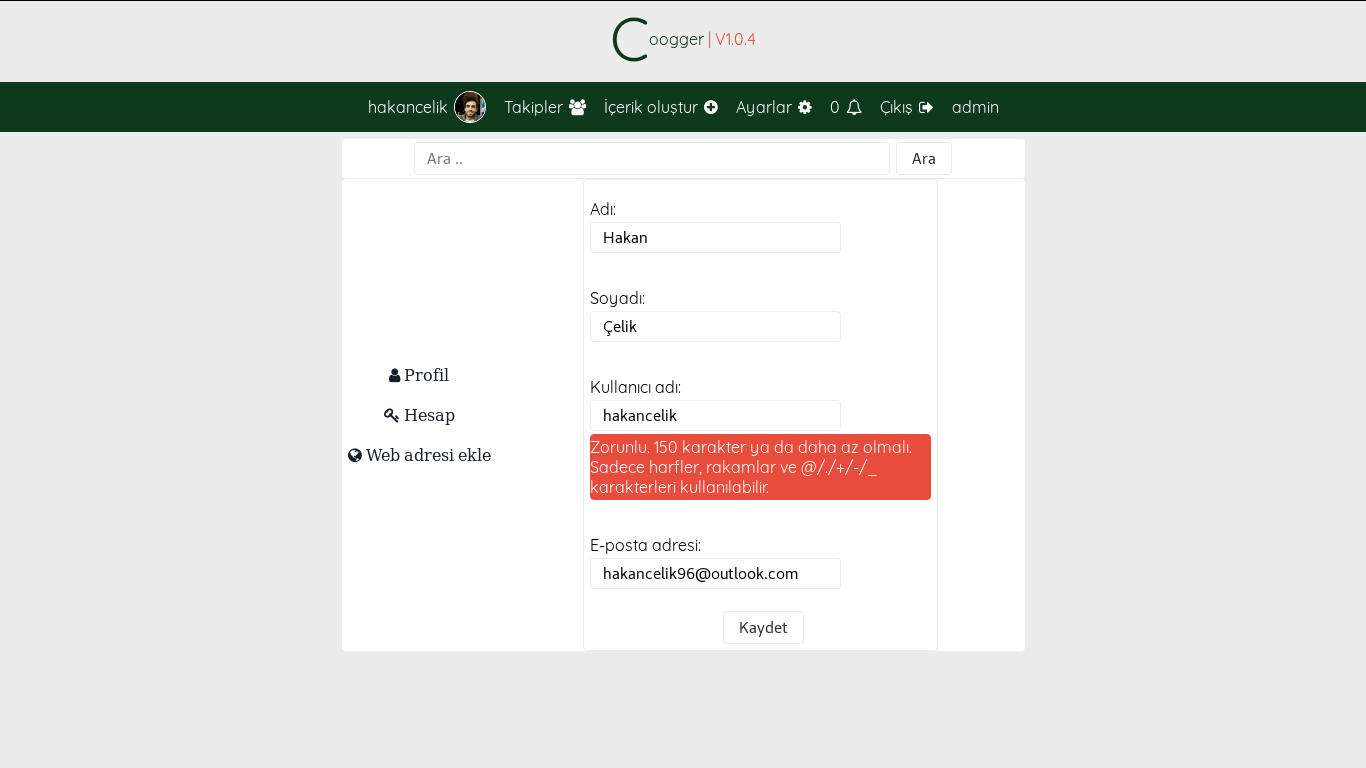 Coogger | V1.0.4
hakancelik Takipler İçerik oluştur Ayarlar 0 Çıkış admin
Ara .. Ara
Adı:
Hakan
Soyadı:
Çelik
Profil
Hesap
Web adresi ekle
Kullanıcı adı:
hakancelik
Zorunlu. 150 karakter ya da daha az olmalı.
Sadece harfler, rakamlar ve @/./+/-/_
karakterleri kullanılabilir.
E-posta adresi:
hakancelik96@outlook.com
Kaydet